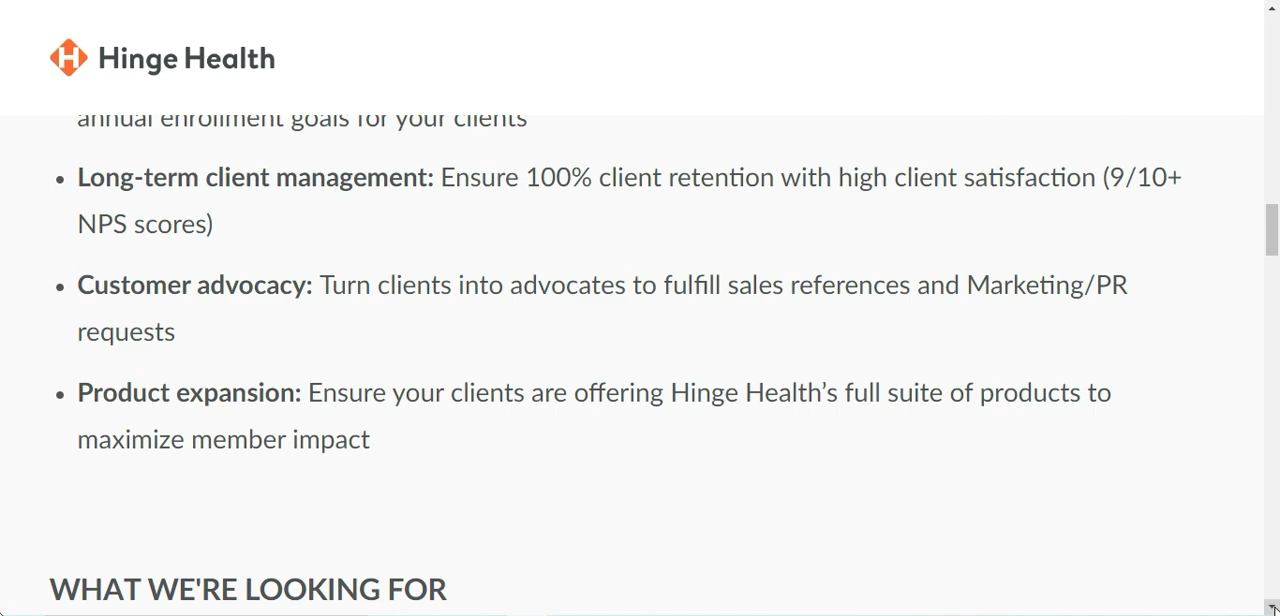 Hinge Health
annual enrollment goals for your clients
• Long-term client management: Ensure 100% client retention with high client satisfaction (9/10+
NPS scores)
• Customer advocacy: Turn clients into advocates to fulfill sales references and Marketing/PR
requests
• Product expansion: Ensure your clients are offering Hinge Health’s full suite of products to
maximize member impact
WHAT WE'RE LOOKING FOR